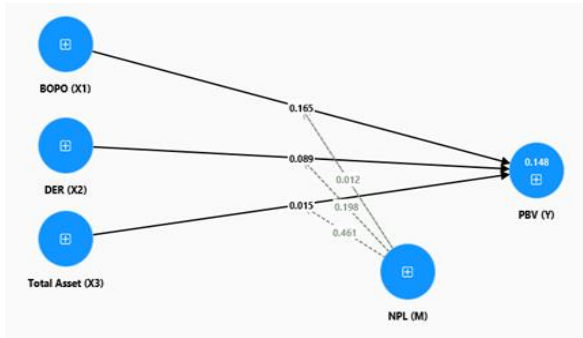 BOPO (X1)
0.165
0.089
0.012
0.148
DER (X2)
0.015
0.198
PBV (Y)
0.461
Total Asset (X3)
NPL (M)